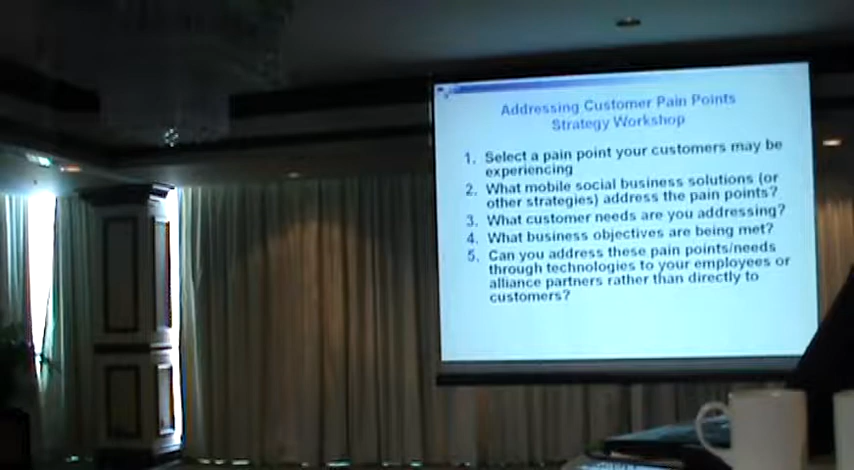 Addressing Customer Pain Points
Strategy Workshop
1. Select a pain point your customers may be
experiencing
2. What mobile social business solutions (or
other strategies) address the pain points?
3. What customer needs are you addressing?
4. What business objectives are being met?
5. Can you address these pain points/needs
through technologies to your employees or
alliance partners rather than directly to
customers?